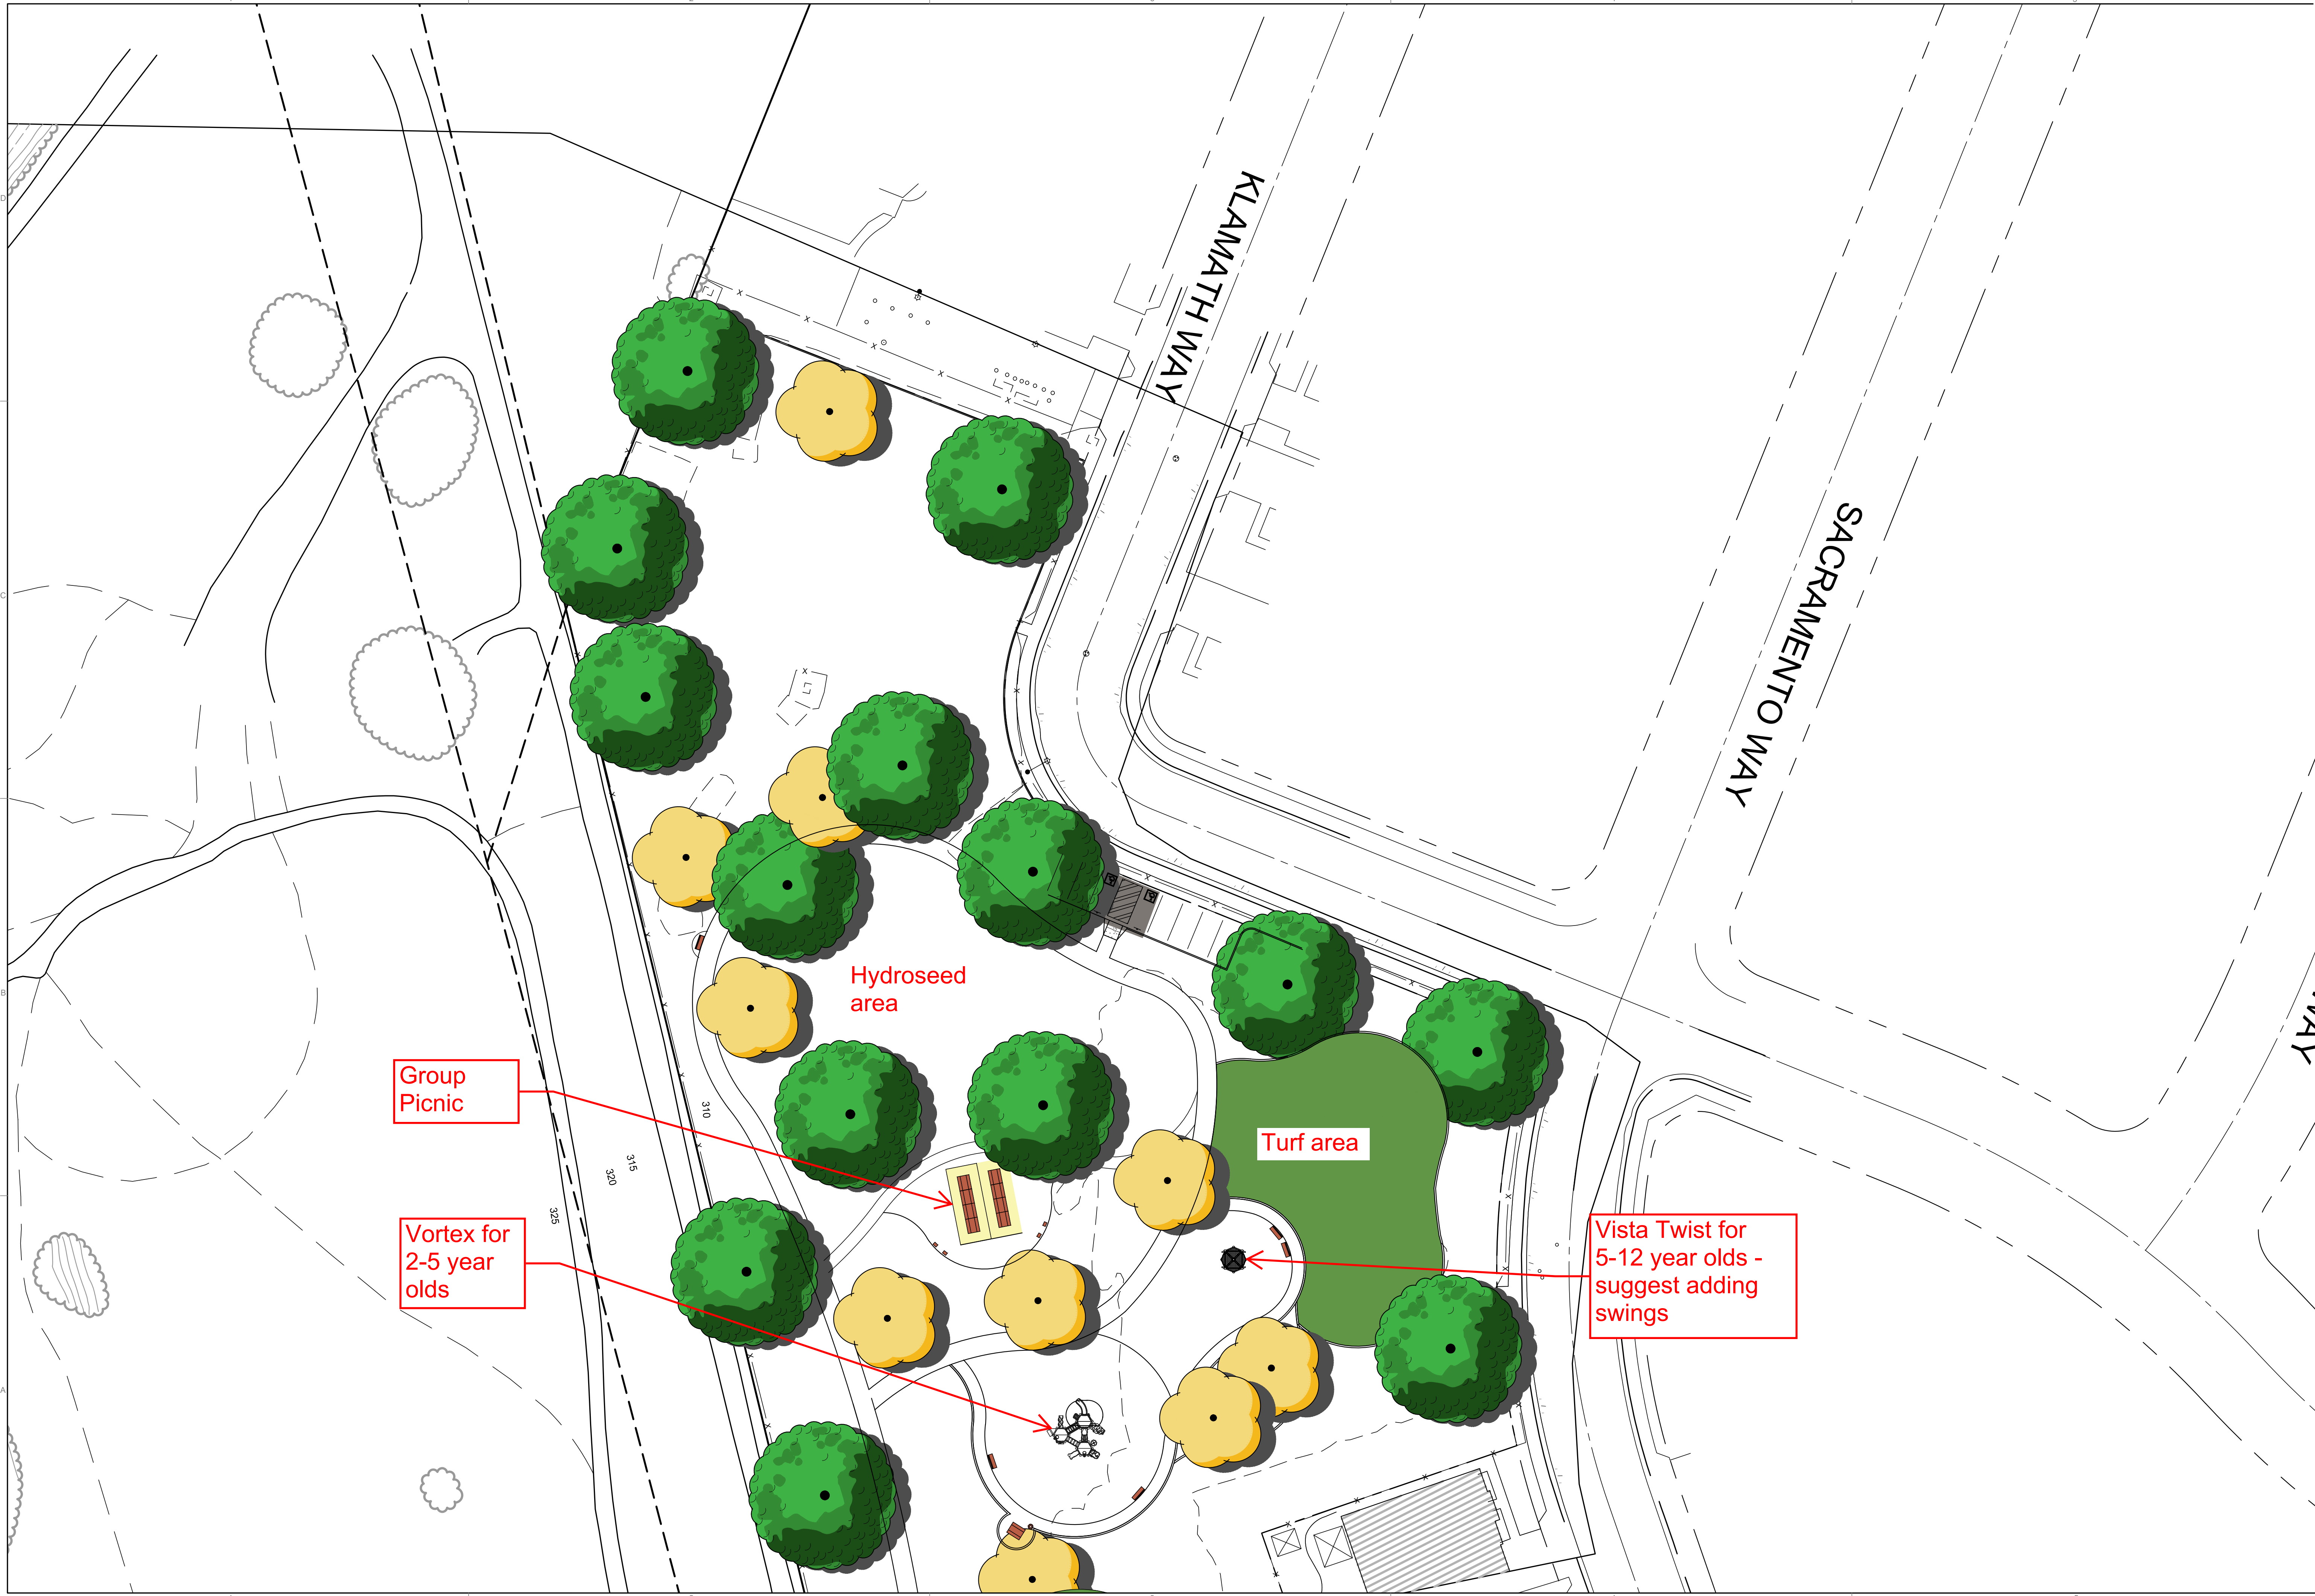 D
KLAMATH WAY
SACRAMENTO WAY
C
Hydroseed
area
B
WAY
Group
Picnic
310
Turf area
315
320
325
Vortex for
2-5 year
olds
Vista Twist for
5-12 year olds -
suggest adding
swings
A